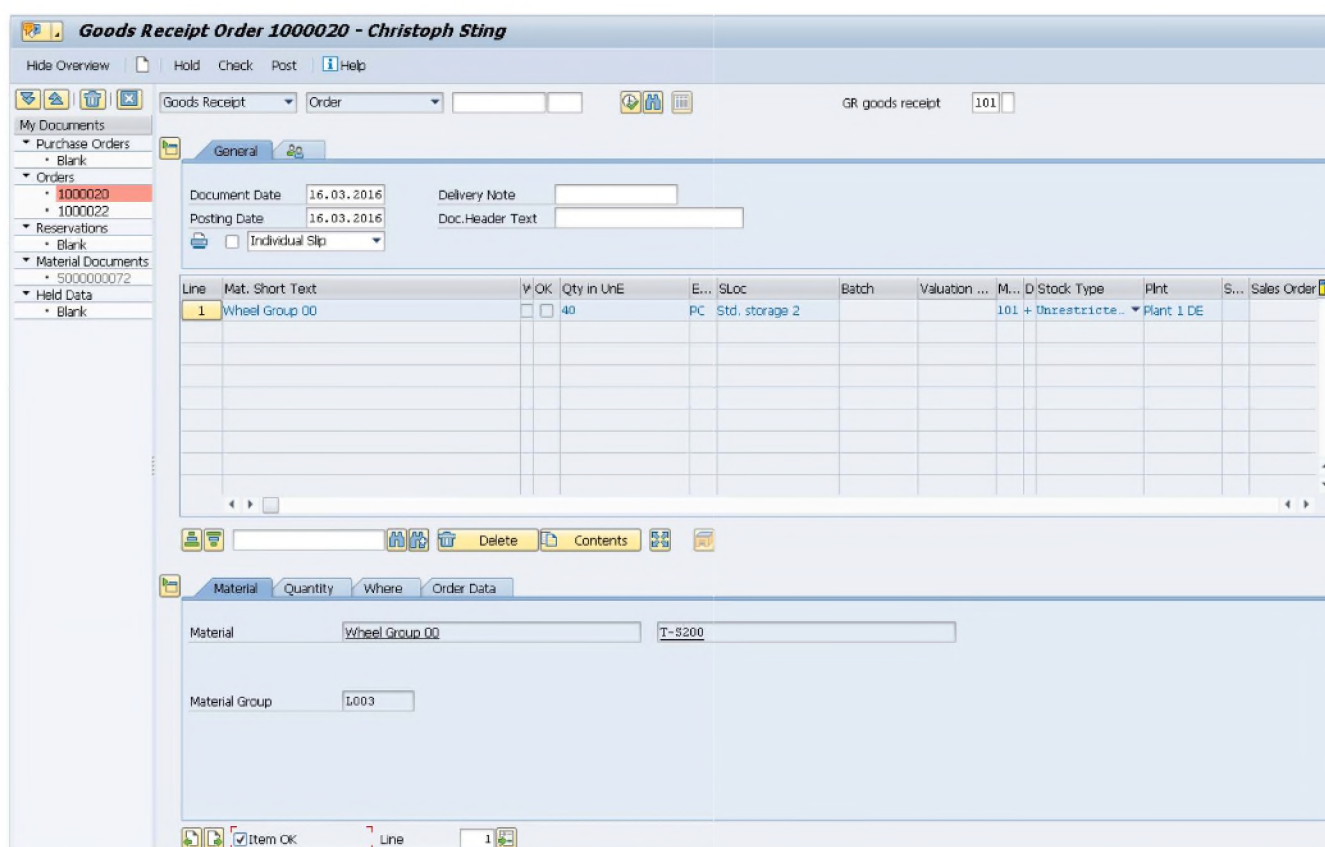 Goods Receipt Order 1000020 - Christoph Sting
Hide Overview Hold Check Post Help
Goods Receipt Order GR goods receipt 101
My Documents
Purchase Orders
Blank
Orders
1000020
1000022
Reservations
Blank
Material Documents
5000000072
Held Data
Blank
General
Document Date 16.03.2016 Delivery Note
Posting Date 16.03.2016 Doc.Header Text
Individual Slip
Line Mat. Short Text OK Qty in UnE E... SLoc Batch Valuation ... M... D Stock Type Plnt S... Sales Order
1 Wheel Group 00 40 PC Std. storage 2 101 + Unrestricte... Plant 1 DE
Delete Contents
Material Quantity Where Order Data
Material Wheel Group 00 T-S200
Material Group L003
Item OK Line 1